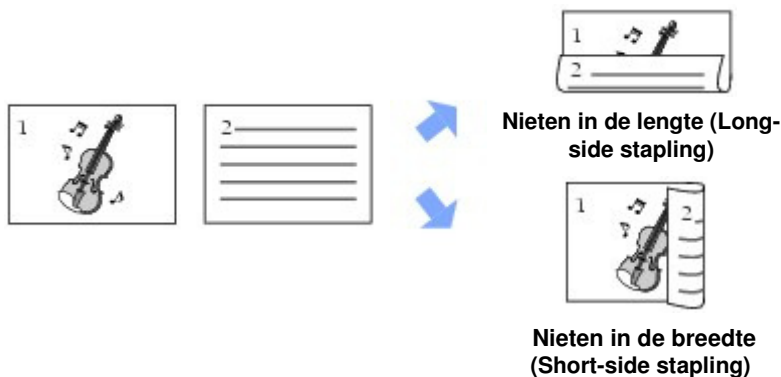 1
2
1
2
Nieten in de lengte (Long-
side stapling)
1
2
Nieten in de breedte
(Short-side stapling)